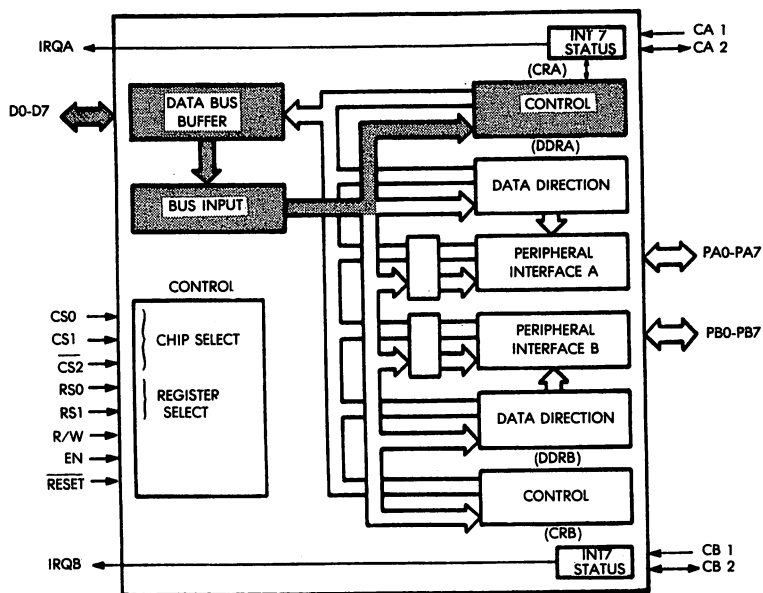 INT 7
STATUS
CA 1
CA 2
IRQA
(CRA)
D0-D7
DATA BUS
BUFFER
CONTROL
(DDRA)
BUS INPUT
DATA DIRECTION
PERIPHERAL
INTERFACE A
PA0-PA7
CONTROL
CS0
CS1
CS2
RS0
RS1
R/W
EN
RESET
CHIP SELECT
REGISTER
SELECT
PERIPHERAL
INTERFACE B
PB0-PB7
DATA DIRECTION
(DDRB)
CONTROL
(CRB)
IRQB
INT7
STATUS
CB 1
CB 2